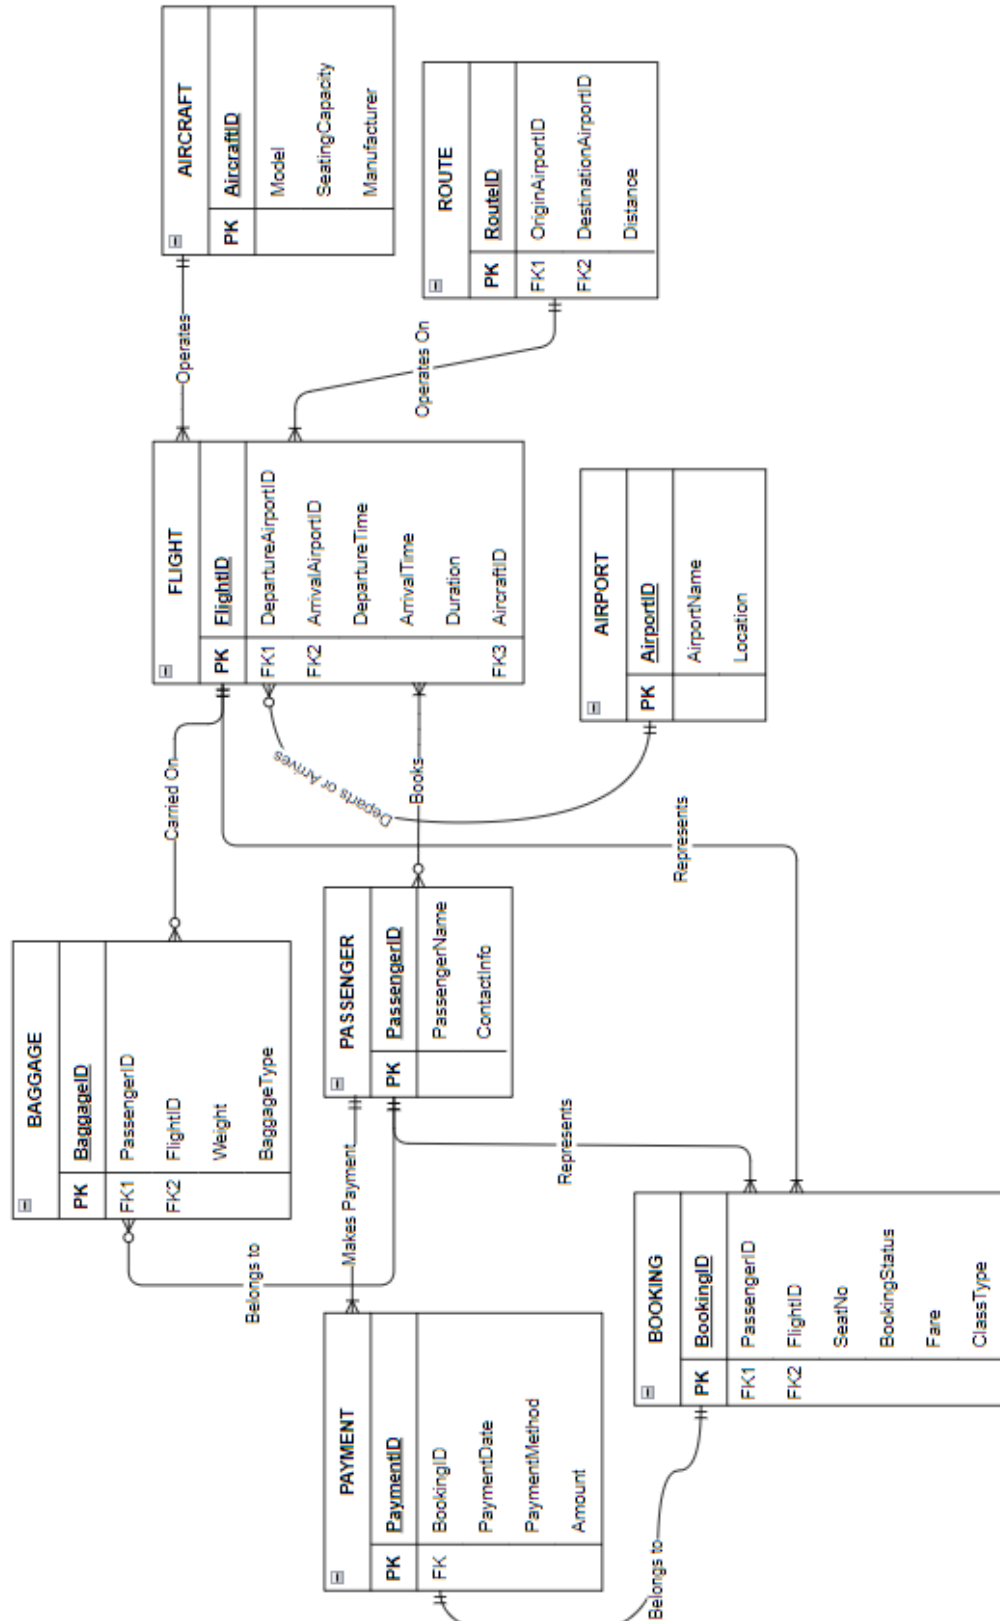 AIRCRAFT
PK AircraftID
Model
SeatingCapacity
Manufacturer
Operates
ROUTE
PK RouteID
FK1 OriginAirportID
FK2 DestinationAirportID
Distance
Operates On
FLIGHT
PK FlightID
FK1 DepartureAirportID
FK2 ArrivalAirportID
DepartureTime
ArrivalTime
Duration
FK3 AircraftID
AIRPORT
PK AirportID
AirportName
Location
Departs or Arrives
Books
Carried On
Represents
BAGGAGE
PK BaggageID
FK1 PassengerID
FK2 FlightID
Weight
BaggageType
PASSENGER
PK PassengerID
PassengerName
ContactInfo
Belongs to
Makes Payment
Represents
PAYMENT
PK PaymentID
FK BookingID
PaymentDate
PaymentMethod
Amount
BOOKING
PK BookingID
FK1 PassengerID
FK2 FlightID
SeatNo
BookingStatus
Fare
ClassType
Belongs to